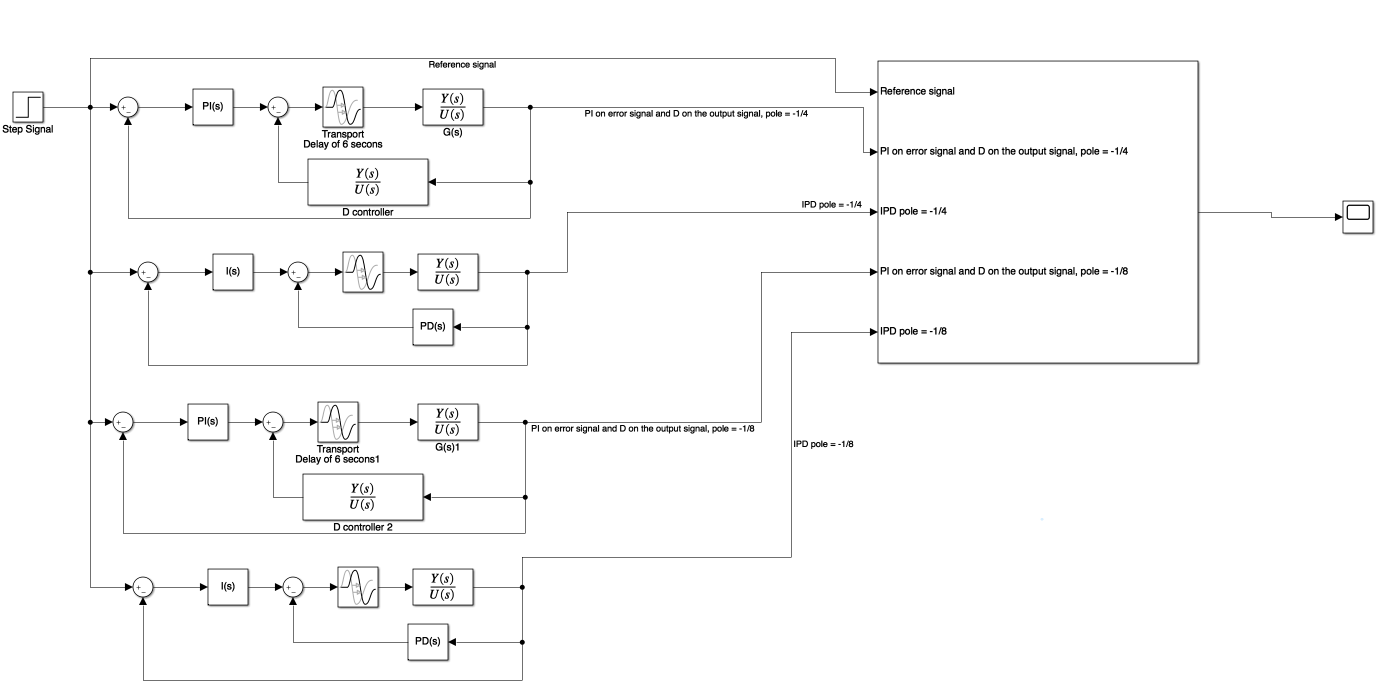 Reference signal
Reference signal
Step Signal
+
−
PI(s)
+
−
Transport
Delay of 6 secons
Y(s)
U(s)
G(s)
PI on error signal and D on the output signal, pole = -1/4
PI on error signal and D on the output signal, pole = -1/4
Y(s)
U(s)
D controller
IPD pole = -1/4
IPD pole = -1/4
+
−
I(s)
+
−
Y(s)
U(s)
PI on error signal and D on the output signal, pole = -1/8
PD(s)
IPD pole = -1/8
+
−
PI(s)
+
−
Transport
Delay of 6 secons1
Y(s)
U(s)
G(s)1
PI on error signal and D on the output signal, pole = -1/8
IPD pole = -1/8
Y(s)
U(s)
D controller 2
+
−
I(s)
+
−
Y(s)
U(s)
PD(s)